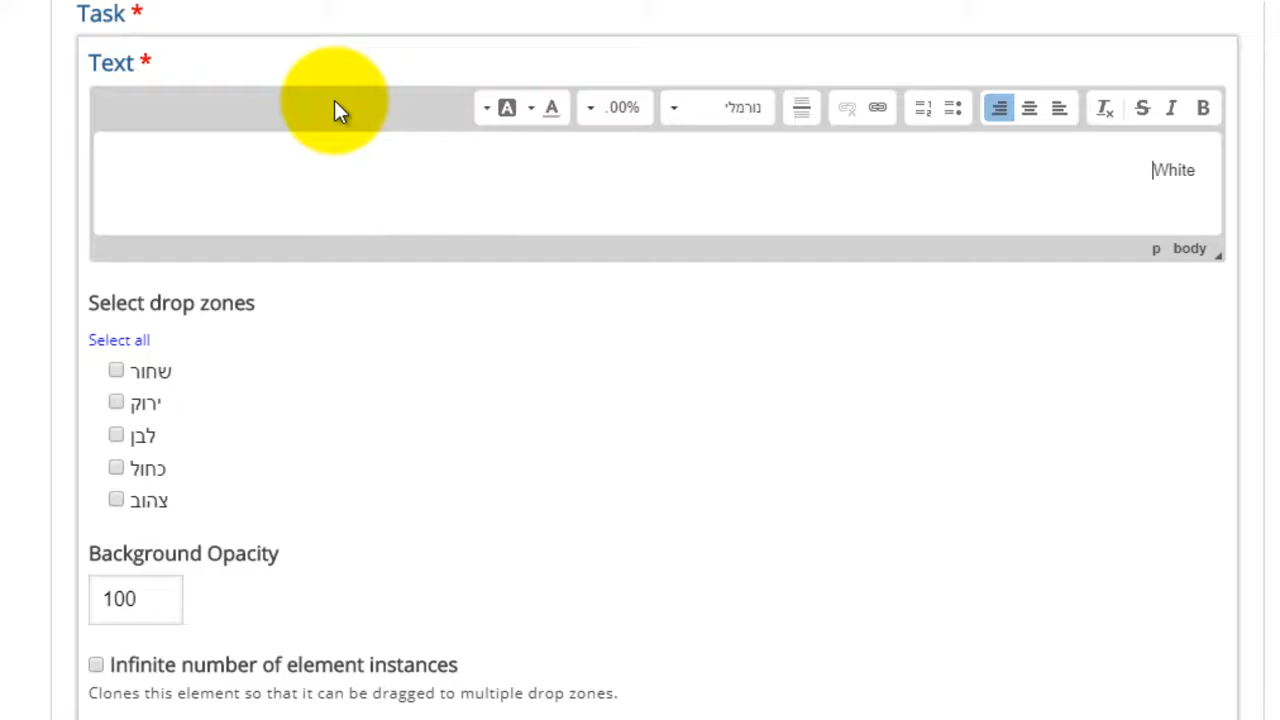 Task *
Text *
.00% נורמלי B
White
p body
Select drop zones
Select all
שחור
ירוק
לבן
כחול
צהוב
Background Opacity
100
Infinite number of element instances
Clones this element so that it can be dragged to multiple drop zones.